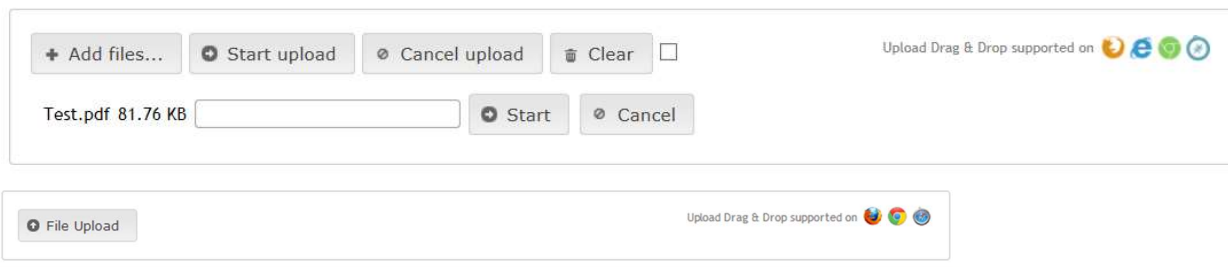 Add files... Start upload Cancel upload Clear Upload Drag & Drop supported on
Test.pdf 81.76 KB Start Cancel
File Upload Upload Drag & Drop supported on